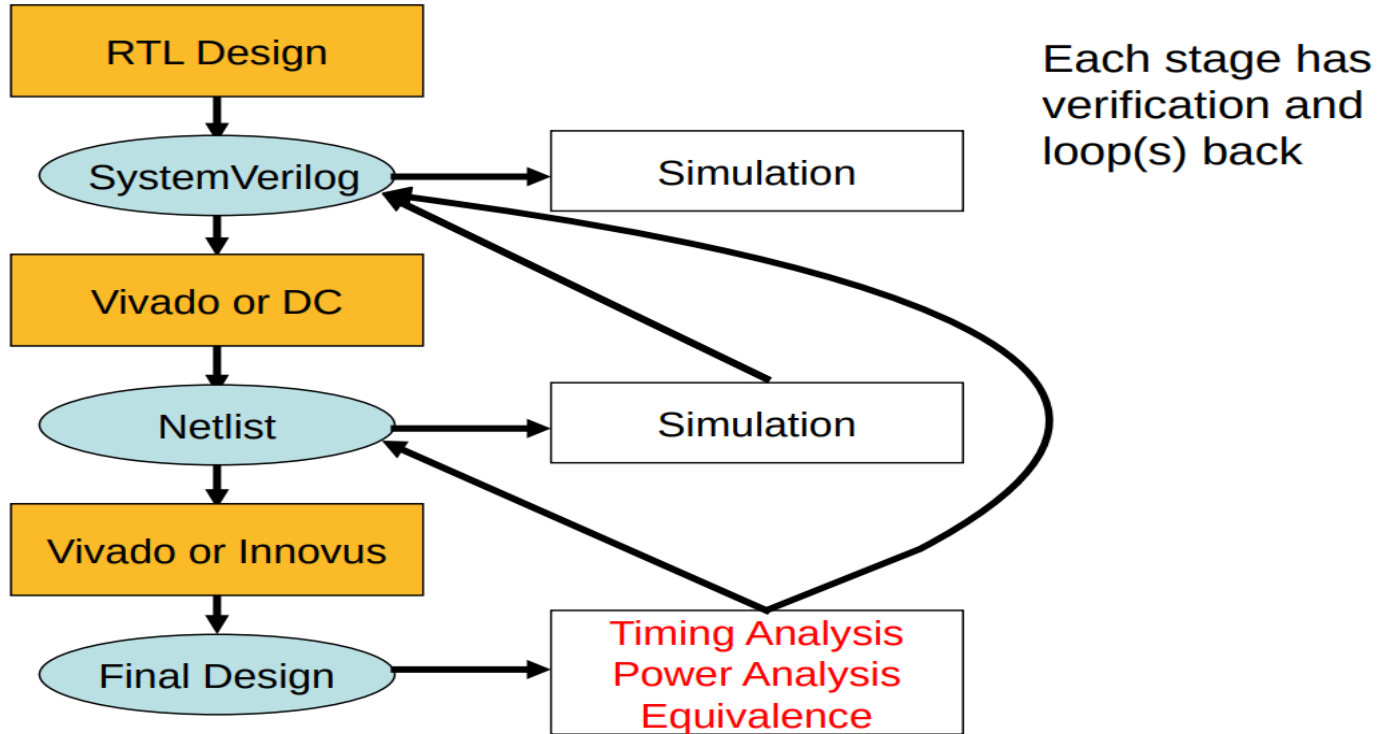 RTL Design
Each stage has
verification and
loop(s) back
SystemVerilog
Simulation
Vivado or DC
Netlist
Simulation
Vivado or Innovus
Final Design
Timing Analysis
Power Analysis
Equivalence